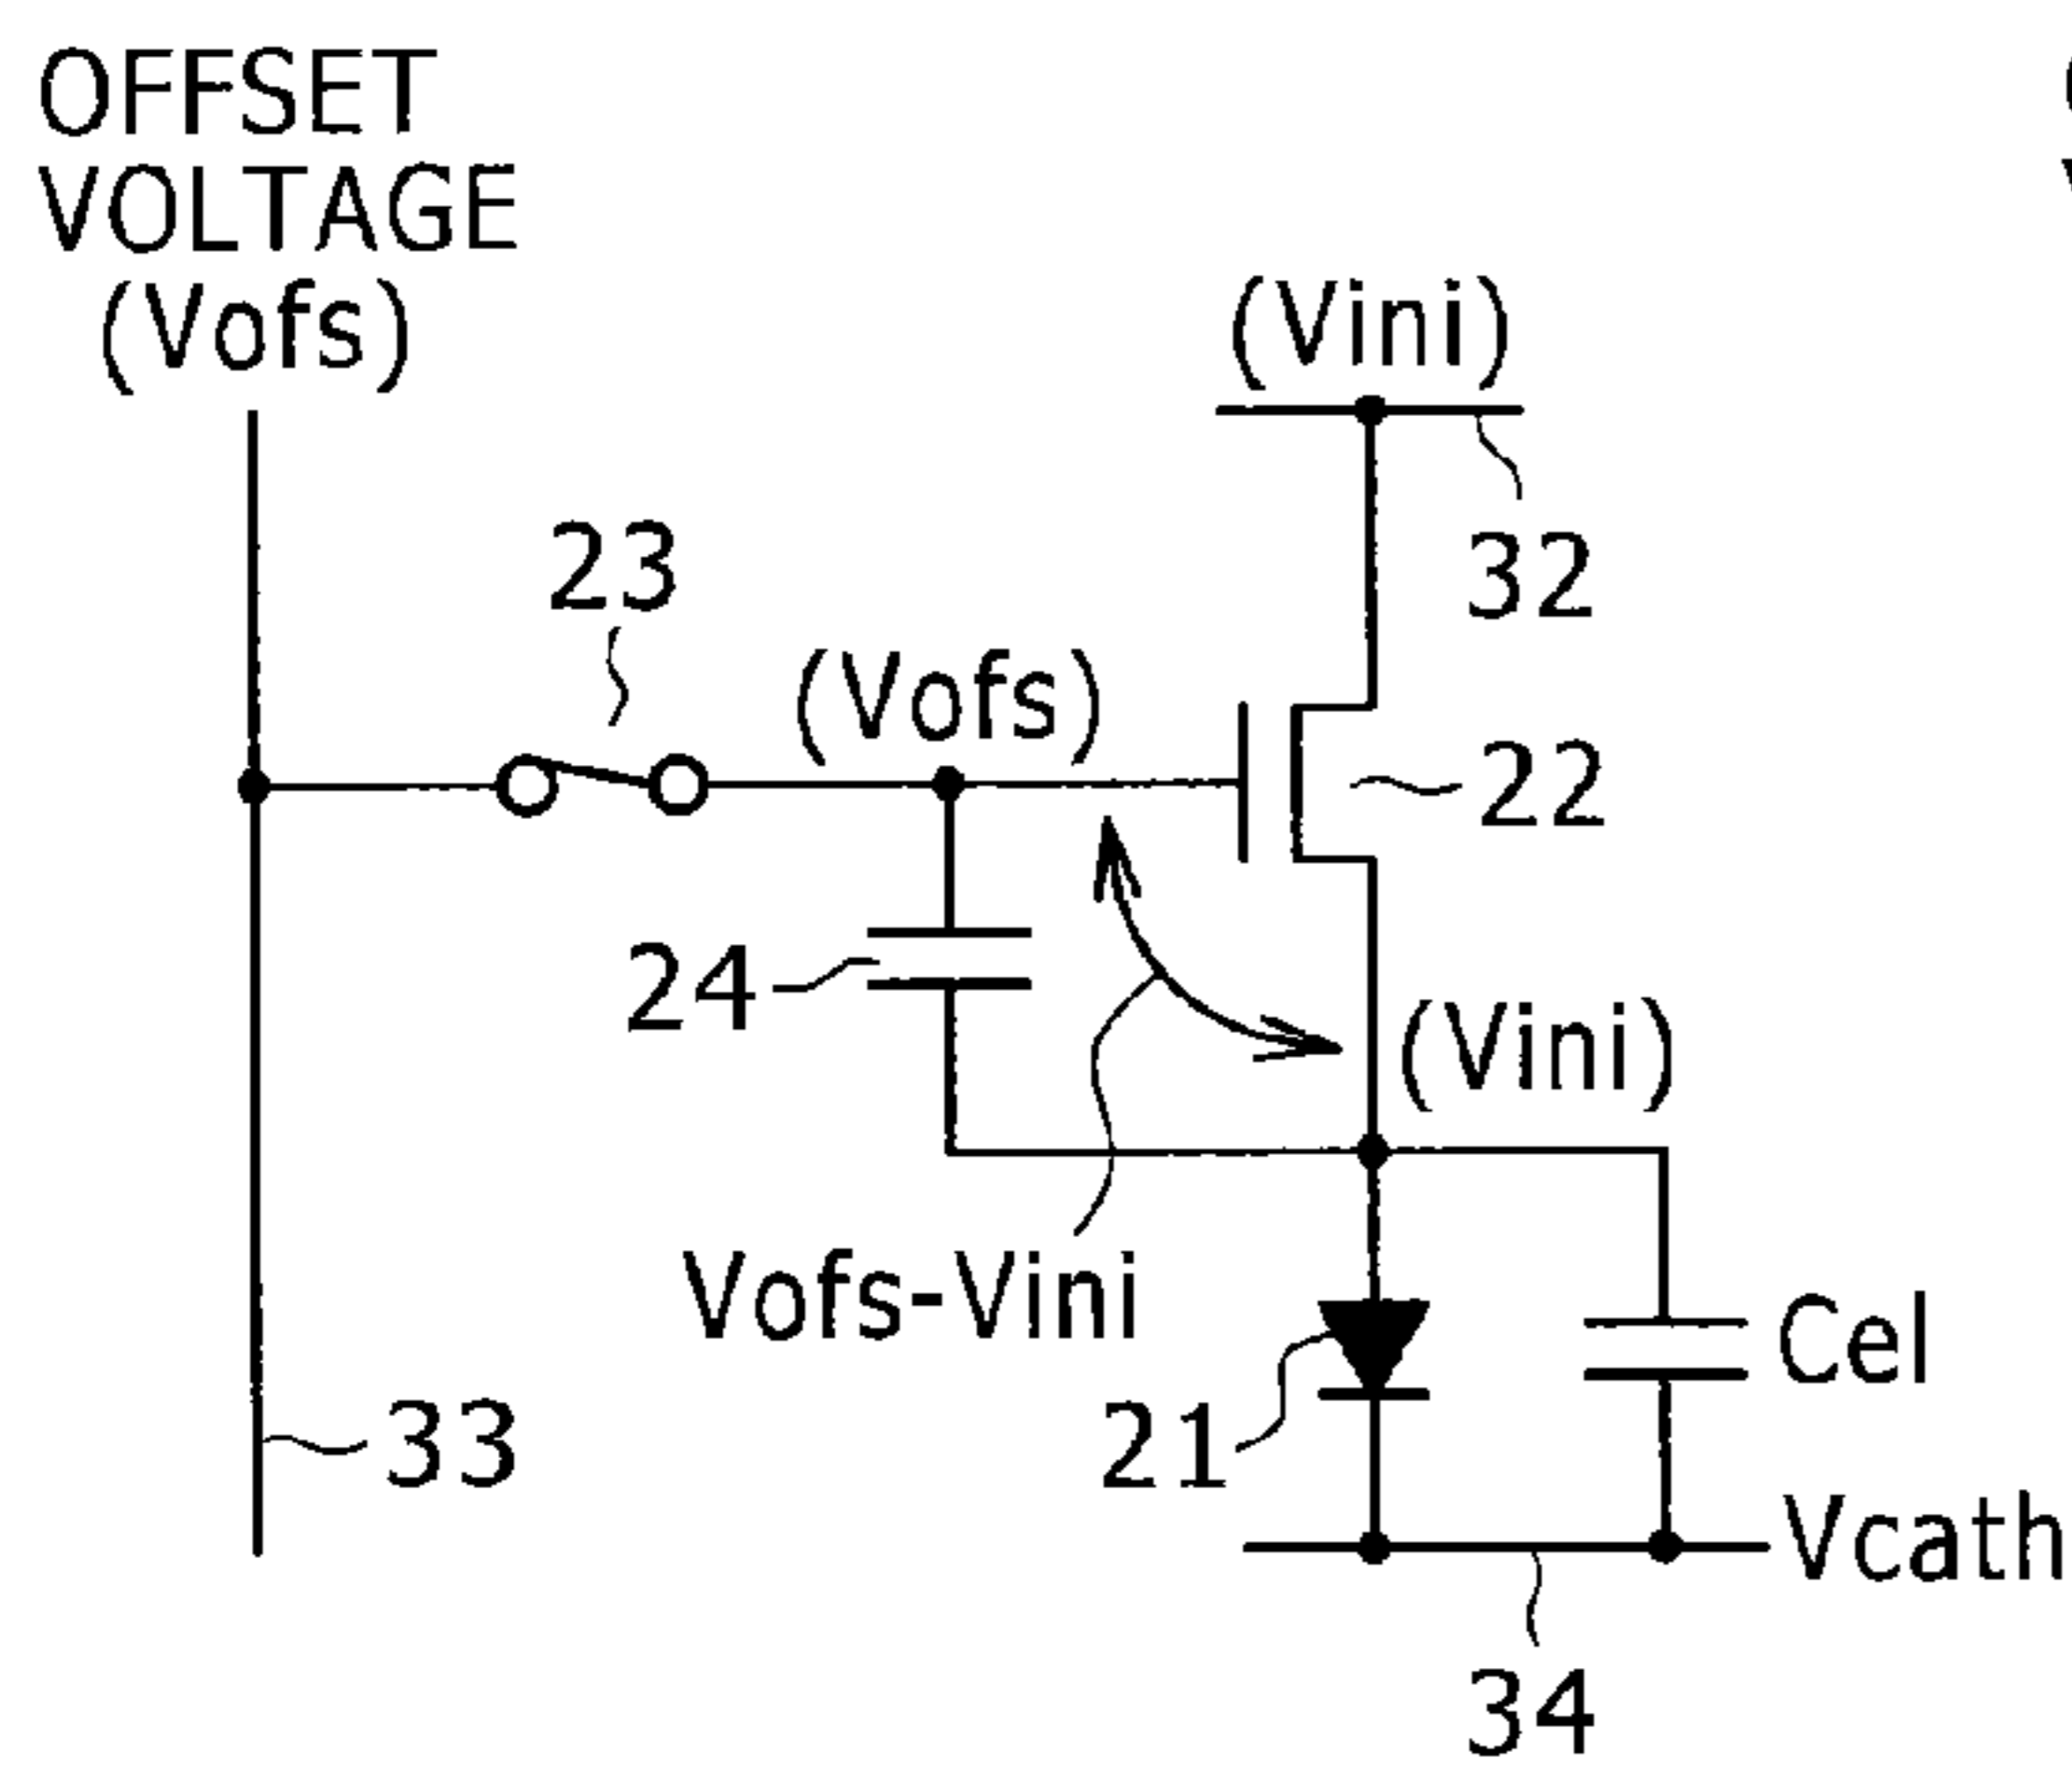 OFFSET
VOLTAGE
(Vofs)
(Vini)
32
23
(Vofs)
22
24
(Vini)
Vofs-Vini
Cel
21
33
Vcath
34